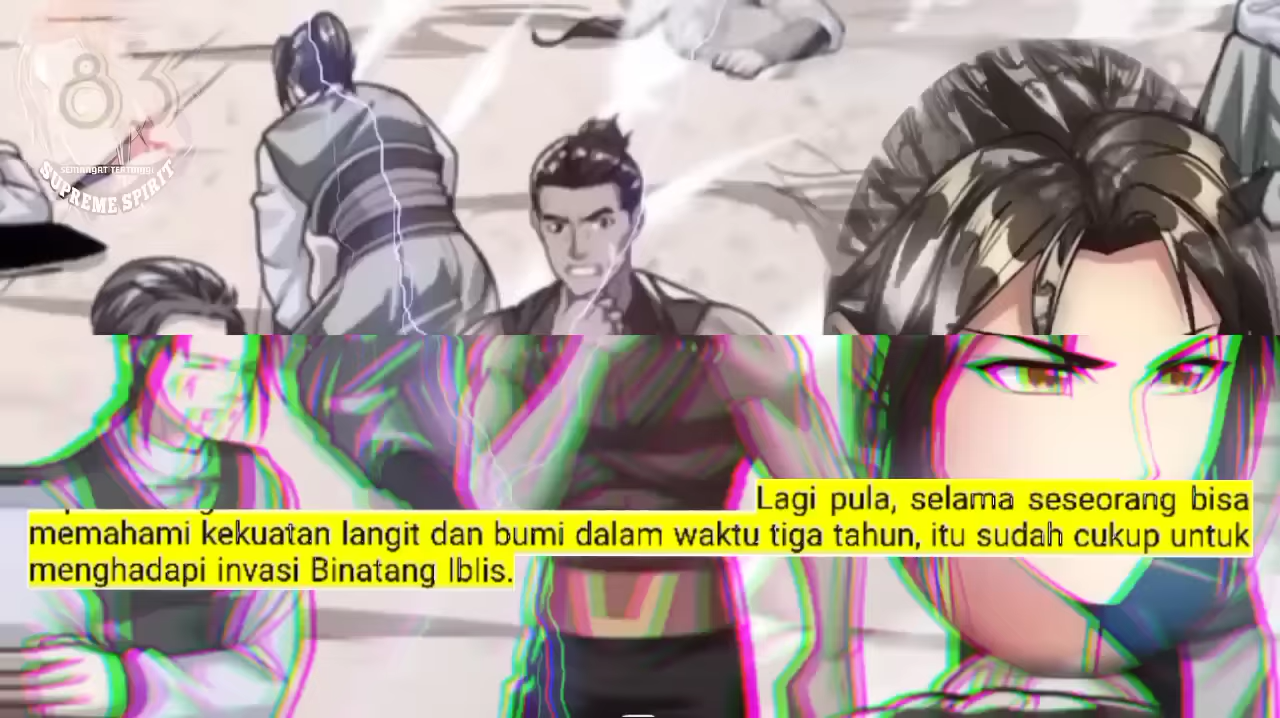 83
SEMANGAT TERTINGGI
SUPREME SPIRIT
Lagi pula, selama seseorang bisa
memahami kekuatan langit dan bumi dalam waktu tiga tahun, itu sudah cukup untuk
menghadapi invasi Binatang Iblis.